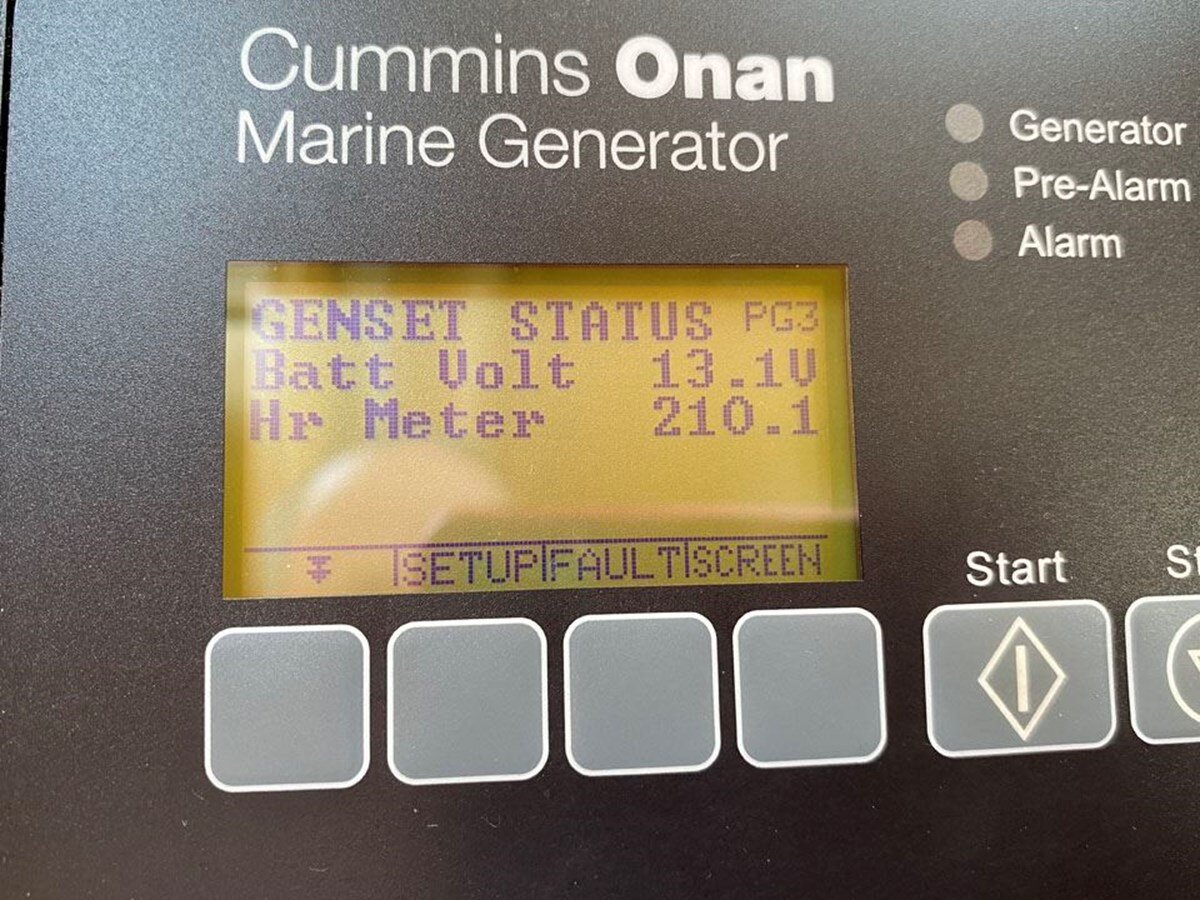 Cummins Onan
Marine Generator
Generator
Pre-Alarm
Alarm
GENSET STATUS PG3
Batt Volt 13.1V
Hr Meter 210.1
SETUP|FAULT|SCREEN
Start